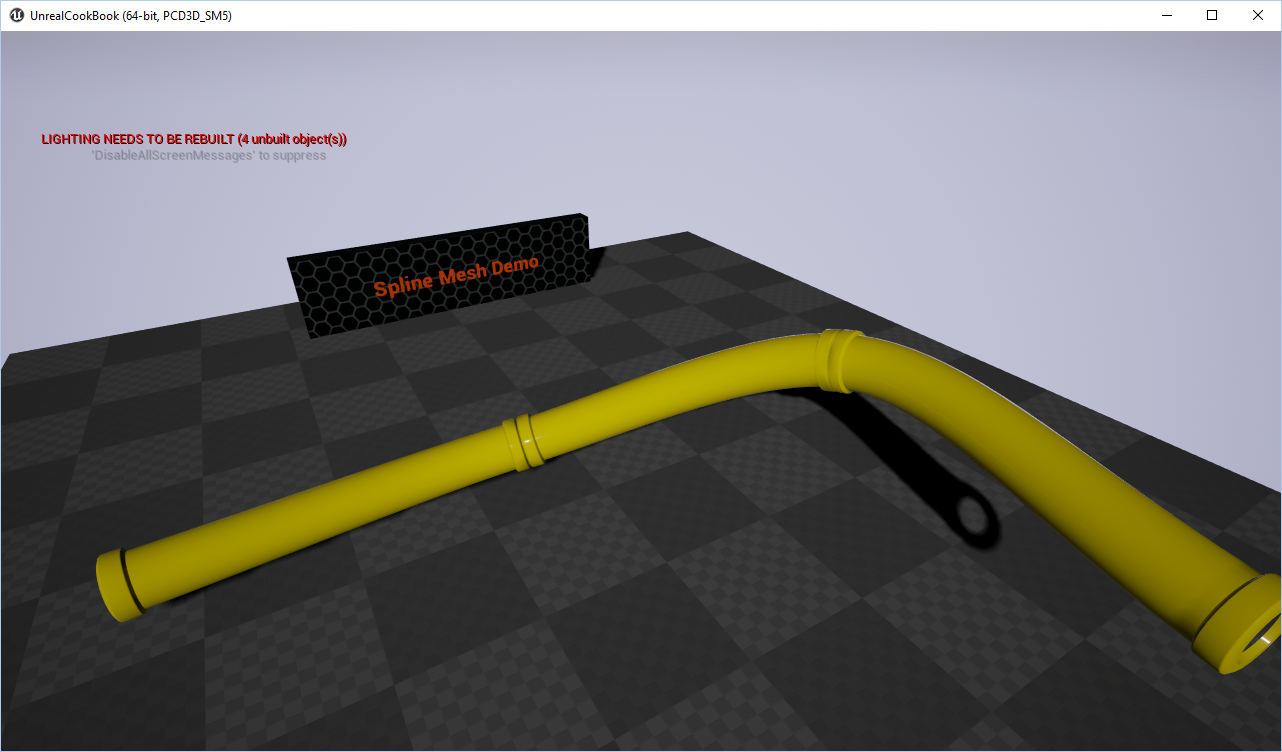 UnrealCookBook (64-bit, PCD3D_SM5)
LIGHTING NEEDS TO BE REBUILT (4 unbuilt object(s))
'DisableAllScreenMessages' to suppress
Spline Mesh Demo